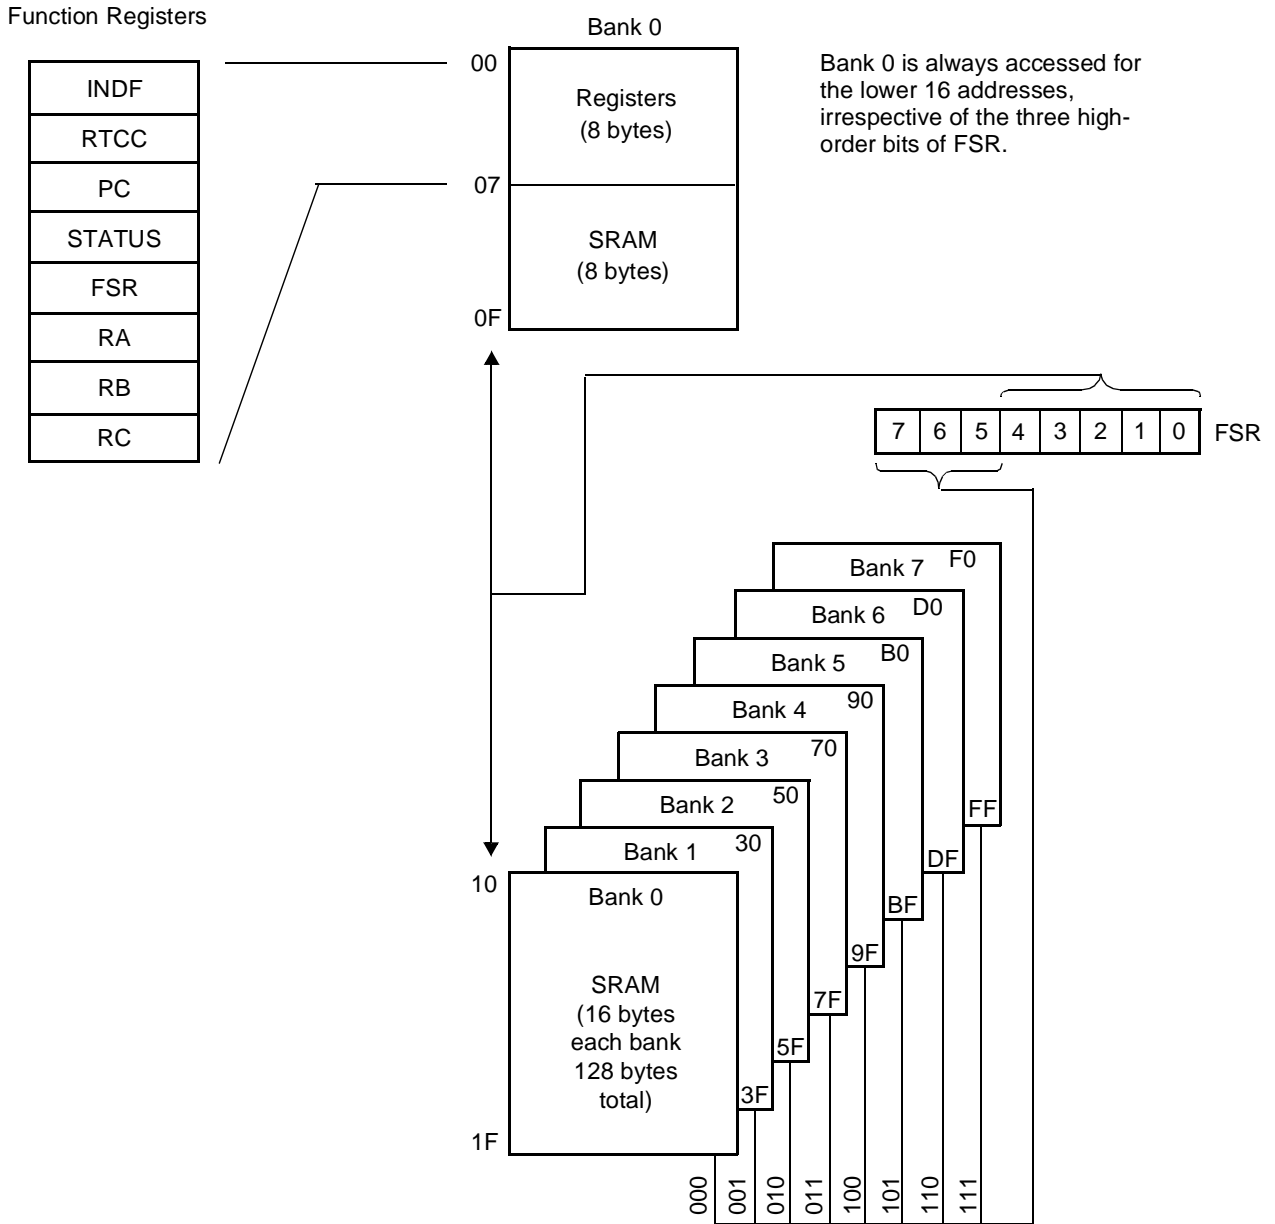 Function Registers
INDF
RTCC
PC
STATUS
FSR
RA
RB
RC
Bank 0
00
Registers
(8 bytes)
07
SRAM
(8 bytes)
0F
Bank 0 is always accessed for
the lower 16 addresses,
irrespective of the three high-
order bits of FSR.
7 6 5 4 3 2 1 0 FSR
Bank 7 F0
Bank 6 D0
Bank 5 B0
Bank 4 90
Bank 3 70
Bank 2 50
Bank 1 30
10
Bank 0
SRAM
(16 bytes
each bank
128 bytes
total)
1F
3F
5F
7F
9F
BF
DF
FF
000
001
010
011
100
101
110
111